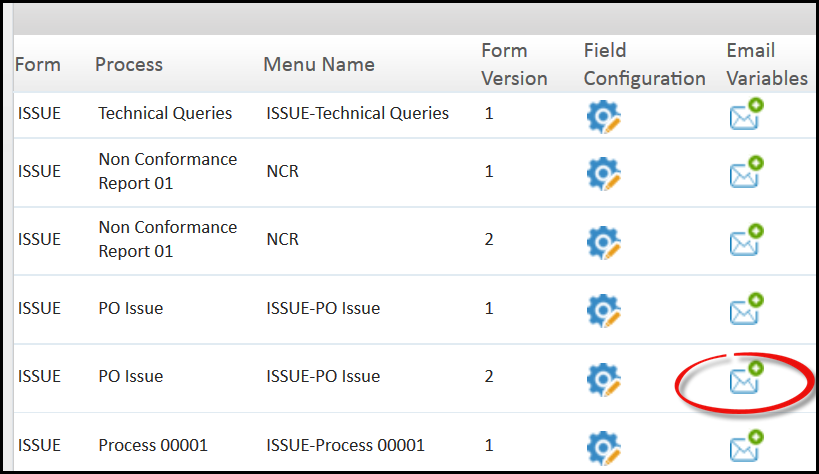 Form Process Menu Name Form Version Field Configuration Email Variables
ISSUE Technical Queries ISSUE-Technical Queries 1
ISSUE Non Conformance Report 01 NCR 1
ISSUE Non Conformance Report 01 NCR 2
ISSUE PO Issue ISSUE-PO Issue 1
ISSUE PO Issue ISSUE-PO Issue 2
ISSUE Process 00001 ISSUE-Process 00001 1